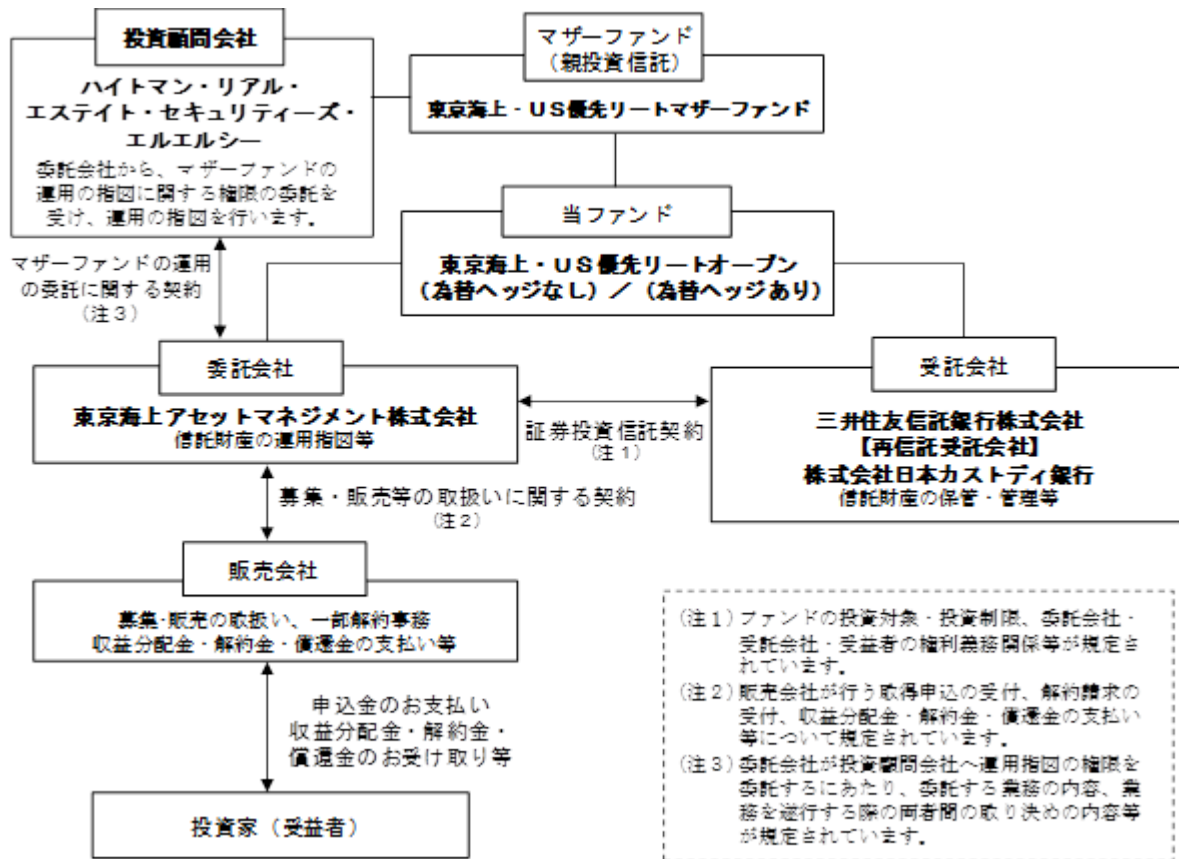 投資顧問会社
ハイトマン・リアル・
エステイト・セキュリティーズ・
エルエルシー
委託会社から、マザーファンドの
運用の指図に関する権限の委託を
受け、運用の指図を行います。
マザーファンド
（親投資信託）
東京海上・ＵＳ優先リートマザーファンド
当ファンド
東京海上・ＵＳ優先リートオープン
（為替ヘッジなし）／（為替ヘッジあり）
マザーファンドの運用
の委託に関する契約
（注３）
委託会社
東京海上アセットマネジメント株式会社
信託財産の運用指図等
証券投資信託契約
（注１）
受託会社
三井住友信託銀行株式会社
【再信託受託会社】
株式会社日本カストディ銀行
信託財産の保管・管理等
募集・販売等の取扱いに関する契約
（注２）
販売会社
募集・販売の取扱い、一部解約事務
収益分配金・解約金・償還金の支払い等
申込金のお支払い
収益分配金・解約金・
償還金のお受け取り等
投資家（受益者）
（注１）ファンドの投資対象・投資制限、委託会社・
受託会社・受益者の権利義務関係等が規定さ
れています。
（注２）販売会社が行う取得申込の受付、解約請求の
受付、収益分配金・解約金・償還金の支払い
等について規定されています。
（注３）委託会社が投資顧問会社へ運用指図の権限を
委託するにあたり、委託する業務の内容、業
務を遂行する際の両者間の取り決めの内容等
が規定されています。